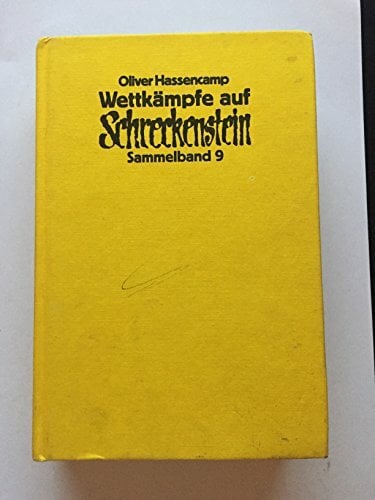 Oliver Hassencamp
Wettkämpfe auf
Schreckenstein
Sammelband 9